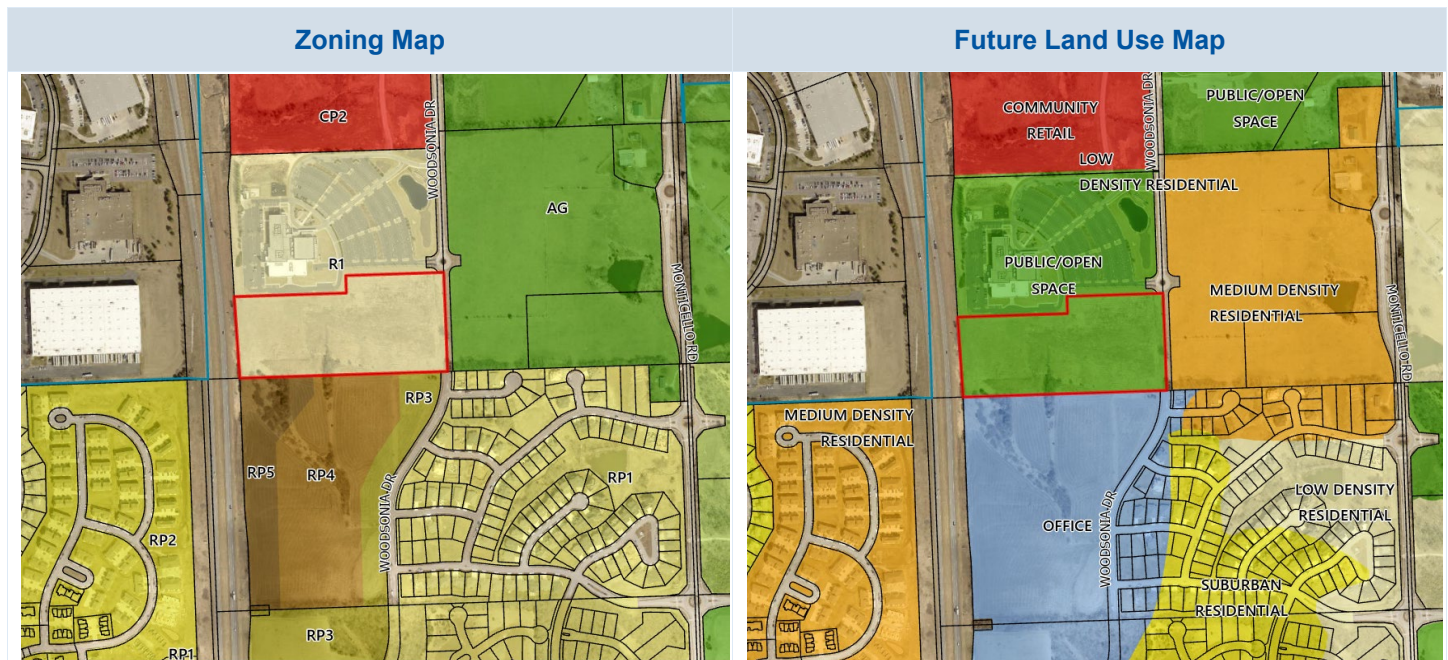 Zoning Map
Future Land Use Map
CP2
WOODSONIA DR
AG
R1
MONTICELLO RD
RP3
RP5
RP4
WOODSONIA DR
RP1
RP2
RP3
RP1
COMMUNITY
RETAIL
WOODSONIA DR
PUBLIC/OPEN
SPACE
LOW
DENSITY RESIDENTIAL
PUBLIC/OPEN
SPACE
MEDIUM DENSITY
RESIDENTIAL
MONTICELLO RD
MEDIUM DENSITY
RESIDENTIAL
OFFICE
WOODSONIA DR
LOW DENSITY
RESIDENTIAL
SUBURBAN
RESIDENTIAL